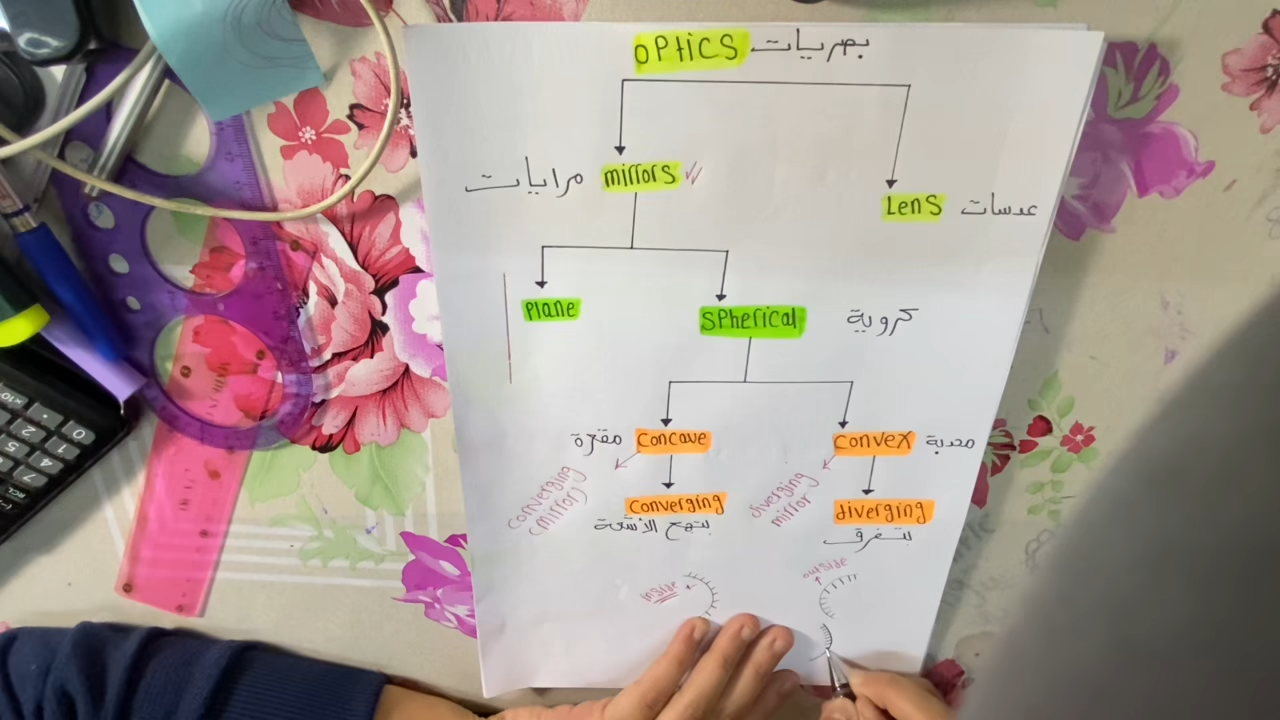 OPtiCS بصريات
مرايات mirrors
LenS عدسات
Plane
SPherical كروية
مقعرة Concave
ConveX محدبة
Converging
(mirror)
diverging
mirror
Converging
بتجمع الأشعة
diverging
بتفرق
inside
outside